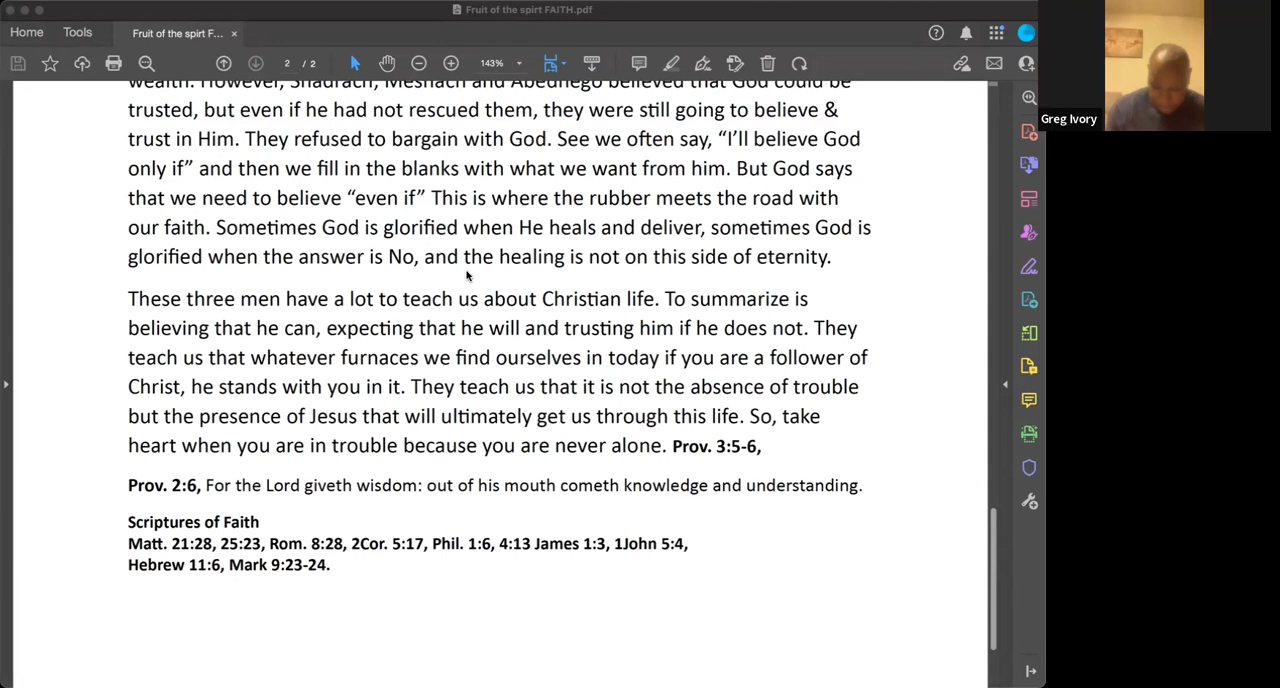 Fruit of the spirt FAITH.pdf
Home Tools Fruit of the spirt F... ×
2 / 2 143%
wealth. However, Shadrach, Meshach and Abednego believed that God could be
trusted, but even if he had not rescued them, they were still going to believe &
trust in Him. They refused to bargain with God. See we often say, “I’ll believe God
only if” and then we fill in the blanks with what we want from him. But God says
that we need to believe “even if” This is where the rubber meets the road with
our faith. Sometimes God is glorified when He heals and deliver, sometimes God is
glorified when the answer is No, and the healing is not on this side of eternity.
These three men have a lot to teach us about Christian life. To summarize is
believing that he can, expecting that he will and trusting him if he does not. They
teach us that whatever furnaces we find ourselves in today if you are a follower of
Christ, he stands with you in it. They teach us that it is not the absence of trouble
but the presence of Jesus that will ultimately get us through this life. So, take
heart when you are in trouble because you are never alone. Prov. 3:5-6,
Prov. 2:6, For the Lord giveth wisdom: out of his mouth cometh knowledge and understanding.
Scriptures of Faith
Matt. 21:28, 25:23, Rom. 8:28, 2Cor. 5:17, Phil. 1:6, 4:13 James 1:3, 1John 5:4,
Hebrew 11:6, Mark 9:23-24.
Greg Ivory